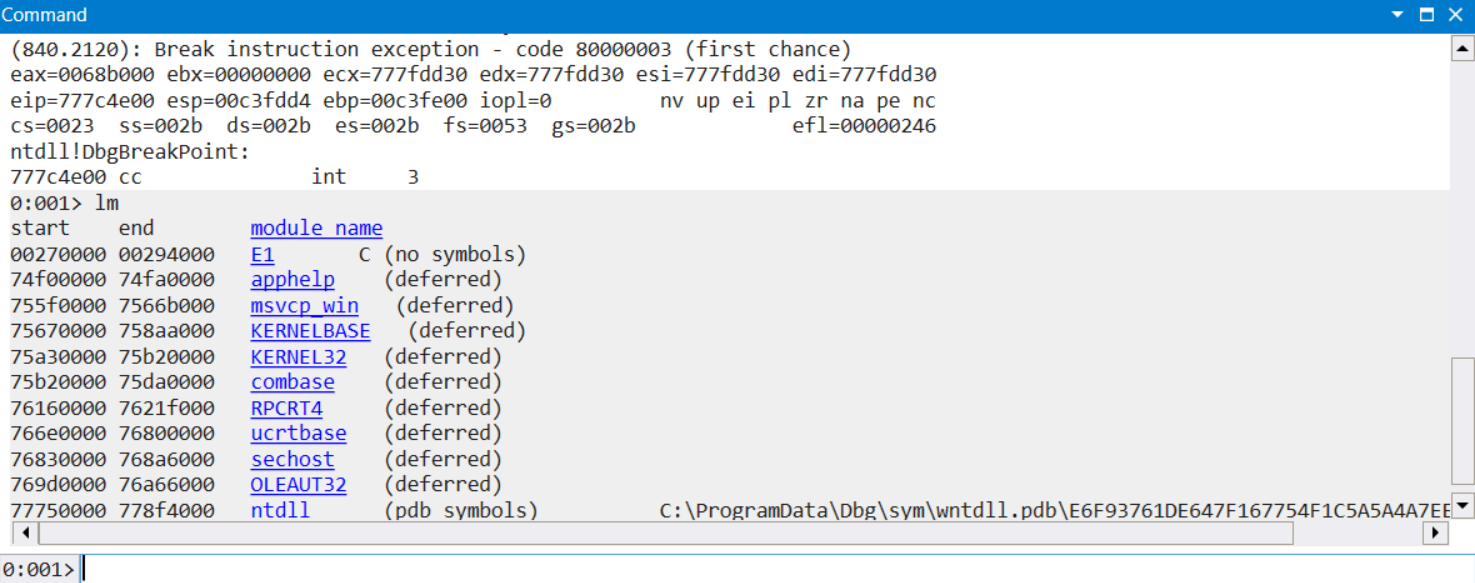 Command
(840.2120): Break instruction exception - code 80000003 (first chance)
eax=0068b000 ebx=00000000 ecx=777fdd30 edx=777fdd30 esi=777fdd30 edi=777fdd30
eip=777c4e00 esp=00c3fdd4 ebp=00c3fe00 iopl=0         nv up ei pl zr na pe nc
cs=0023  ss=002b  ds=002b  es=002b  fs=0053  gs=002b             efl=00000246
ntdll!DbgBreakPoint:
777c4e00 cc              int     3
0:001> lm
start    end        module name
00270000 00294000   E1       C (no symbols)
74f00000 74fa0000   apphelp    (deferred)
755f0000 7566b000   msvcp_win   (deferred)
75670000 758aa000   KERNELBASE   (deferred)
75a30000 75b20000   KERNEL32   (deferred)
75b20000 75da0000   combase    (deferred)
76160000 7621f000   RPCRT4     (deferred)
766e0000 76800000   ucrtbase   (deferred)
76830000 768a6000   sechost    (deferred)
769d0000 76a66000   OLEAUT32   (deferred)
77750000 778f4000   ntdll      (pdb symbols)          C:\ProgramData\Dbg\sym\wntdll.pdb\E6F93761DE647F167754F1C5A5A4A7EE
0:001>